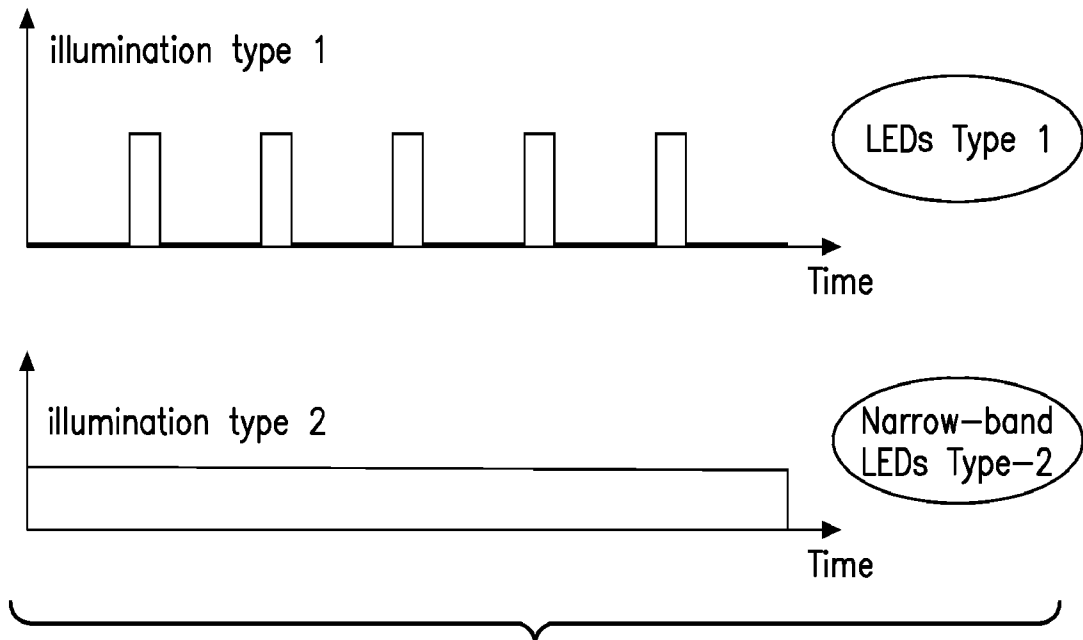 illumination type 1
LEDs Type 1
Time
illumination type 2
Narrow-band
LEDs Type-2
Time